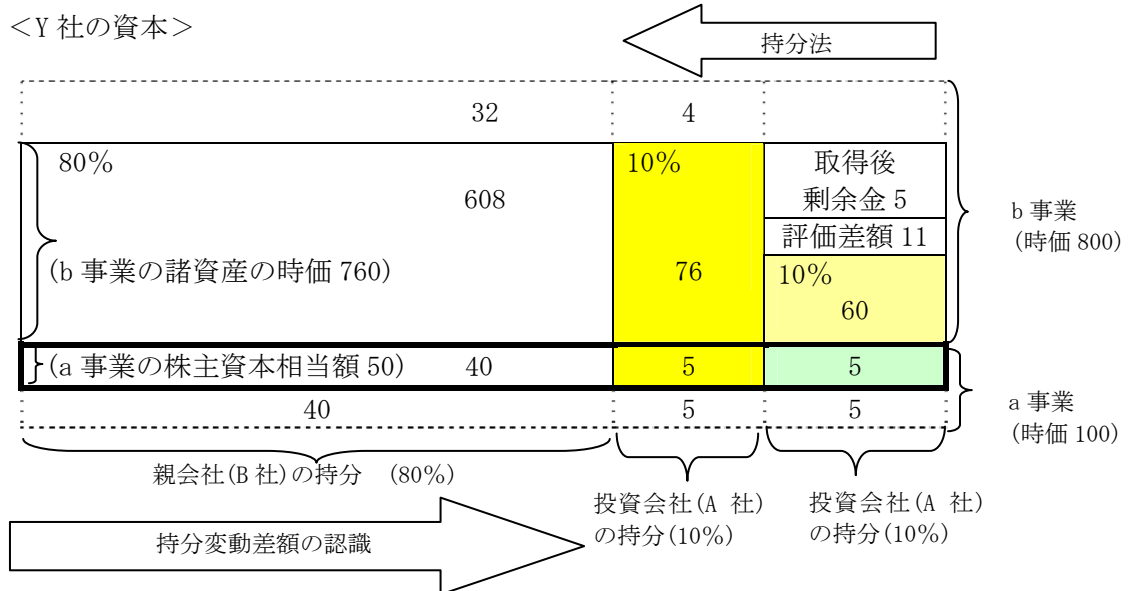 <Y 社の資本>
持分法
32
4
80%
608
(b 事業の諸資産の時価 760)
10%
76
取得後
剰余金 5
評価差額 11
10%
60
b 事業
(時価 800)
(a 事業の株主資本相当額 50)
40
5
5
40
5
5
a 事業
(時価 100)
親会社(B 社)の持分 (80%)
投資会社(A 社)
の持分(10%)
投資会社(A 社)
の持分(10%)
持分変動差額の認識